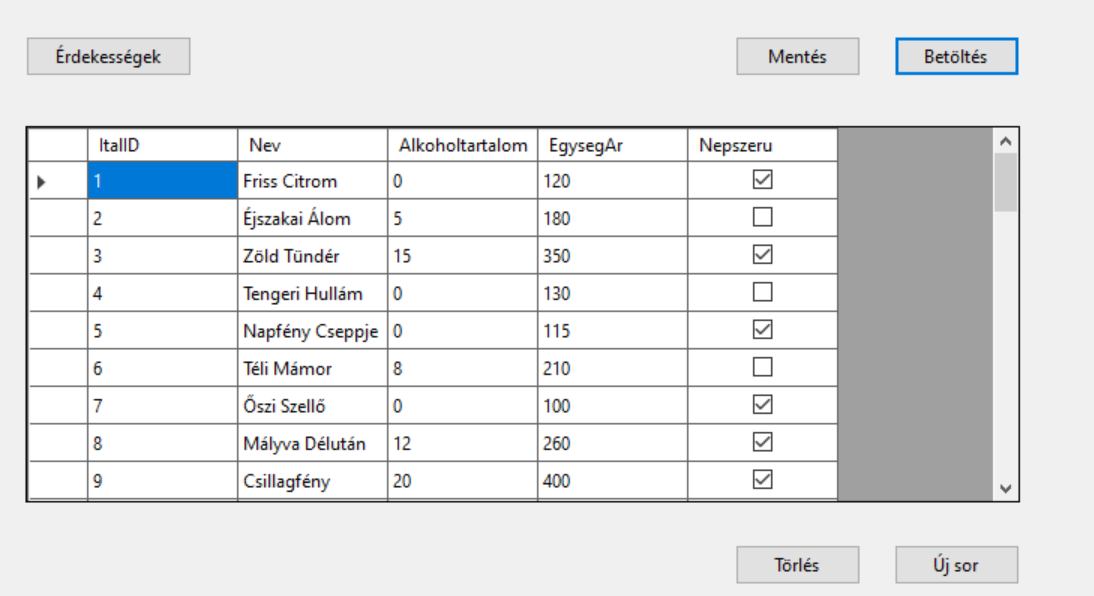 Érdekességek Mentés Betöltés
ItalID Nev Alkoholtartalom EgysegAr Nepszeru
1 Friss Citrom 0 120
2 Éjszakai Álom 5 180
3 Zöld Tündér 15 350
4 Tengeri Hullám 0 130
5 Napfény Cseppje 0 115
6 Téli Mámor 8 210
7 Őszi Szellő 0 100
8 Mályva Délután 12 260
9 Csillagfény 20 400
Törlés Új sor